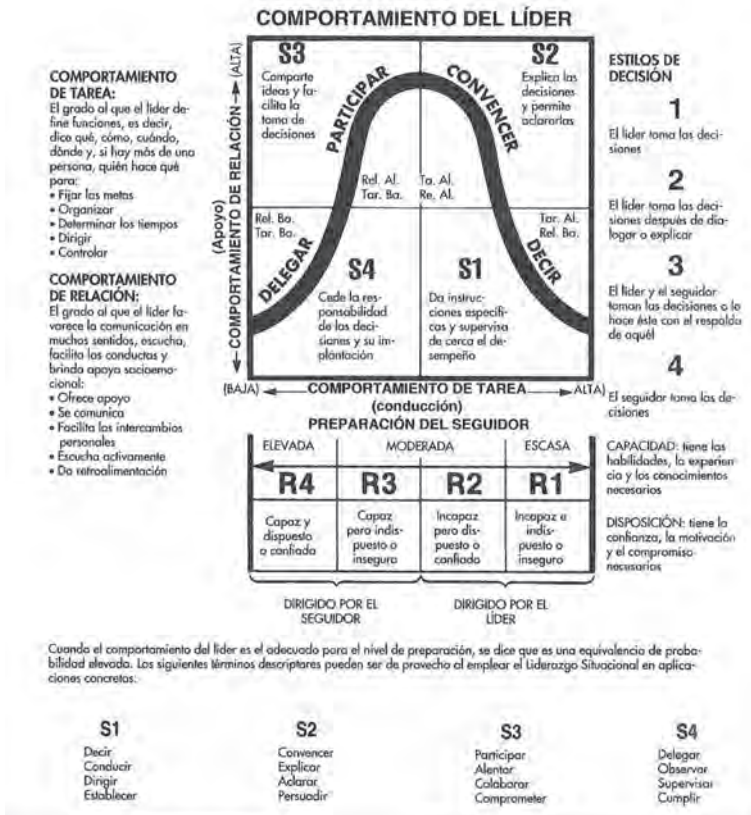 COMPORTAMIENTO DEL LÍDER
COMPORTAMIENTO
DE TAREA:
El grado al que el líder de-
fine funciones, es decir,
dice qué, cómo, cuándo,
dónde y, si hay más de una
persona, quién hace qué
para:
• Fijar las metas
• Organizar
• Determinar los tiempos
• Dirigir
• Controlar
COMPORTAMIENTO
DE RELACIÓN:
El grado al que el líder fa-
vorece la comunicación en
muchos sentidos, escucha,
facilita las conductas y
brinda apoyo socioemo-
cional:
• Ofrece apoyo
• Se comunica
• Facilita los intercambios
personales
• Escucha activamente
• Da retroalimentación
(ALTA)
COMPORTAMIENTO DE RELACIÓN
(Apoyo)
S3
Comparte
ideas y fa-
cilita la
toma de
decisiones
PARTICIPAR
S2
Explica las
decisiones
y permite
aclararlas
CONVENCER
Rel. Al.
Tar. Ba.
Ta. Al.
Re. Al.
Rel. Ba.
Tar. Ba.
Tar. Al.
Rel. Ba.
DELEGAR
S4
Cede la res-
ponsabilidad
de las deci-
siones y su im-
plantación
S1
Da instruc-
ciones específi-
cas y supervisa
de cerca el de-
sempeño
DECIR
(BAJA)
COMPORTAMIENTO DE TAREA
ALTA)
(conducción)
ESTILOS DE
DECISIÓN
1
El líder toma las deci-
siones
2
El líder toma las deci-
siones después de dia-
logar o explicar
3
El líder y el seguidor
toman las decisiones o lo
hace éste con el respaldo
de aquél
4
El seguidor toma las de-
cisiones
PREPARACIÓN DEL SEGUIDOR
ELEVADA
MODERADA
ESCASA
R4
R3
R2
R1
Capaz y
dispuesto
o confiado
Capaz
pero indis-
puesto o
inseguro
Incapaz
pero dis-
puesto o
confiado
Incapaz e
indis-
puesto o
inseguro
DIRIGIDO POR EL
SEGUIDOR
DIRIGIDO POR EL
LÍDER
CAPACIDAD: tiene las
habilidades, la experien-
cia y los conocimientos
necesarios
DISPOSICIÓN: tiene la
confianza, la motivación
y el compromiso
necesarios
Cuando el comportamiento del líder es el adecuado para el nivel de preparación, se dice que es una equivalencia de proba-
bilidad elevada. Los siguientes términos descriptores pueden ser de provecho al emplear el Liderazgo Situacional en aplica-
ciones concretas:
S1
Decir
Conducir
Dirigir
Establecer
S2
Convencer
Explicar
Aclarar
Persuadir
S3
Participar
Alentar
Colaborar
Comprometer
S4
Delegar
Observar
Supervisar
Cumplir